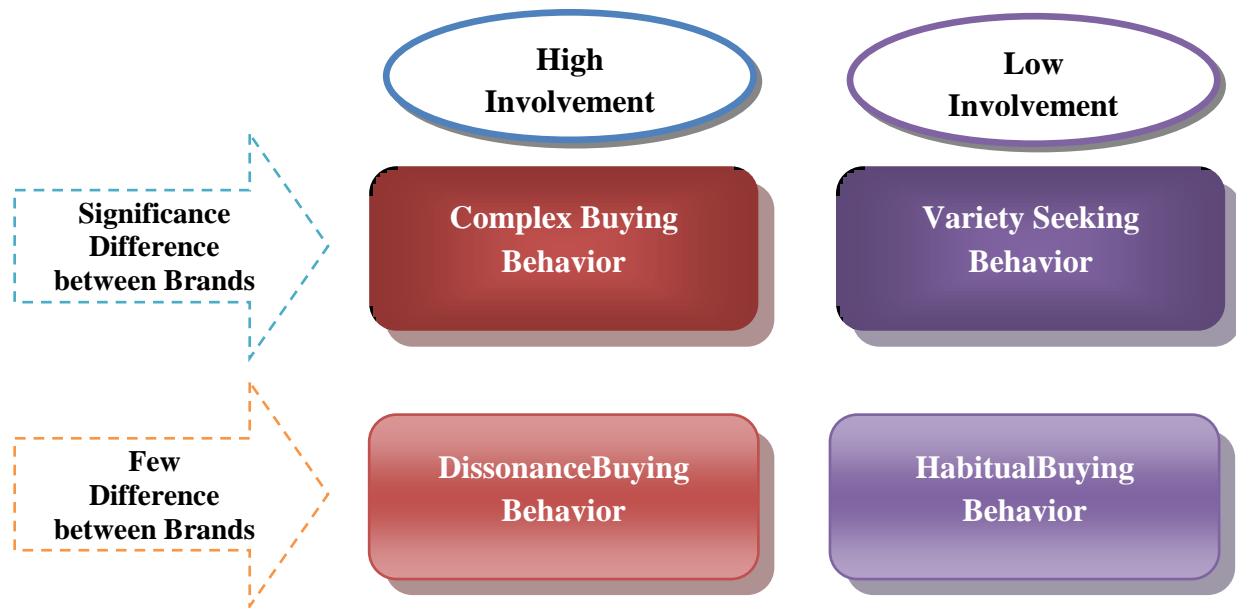 High
Involvement
Low
Involvement
Significance
Difference
between Brands
Complex Buying
Behavior
Variety Seeking
Behavior
Few
Difference
between Brands
DissonanceBuying
Behavior
HabitualBuying
Behavior